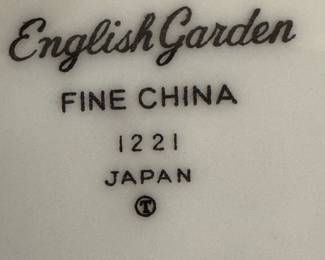 English Garden
FINE CHINA
1221
JAPAN
T